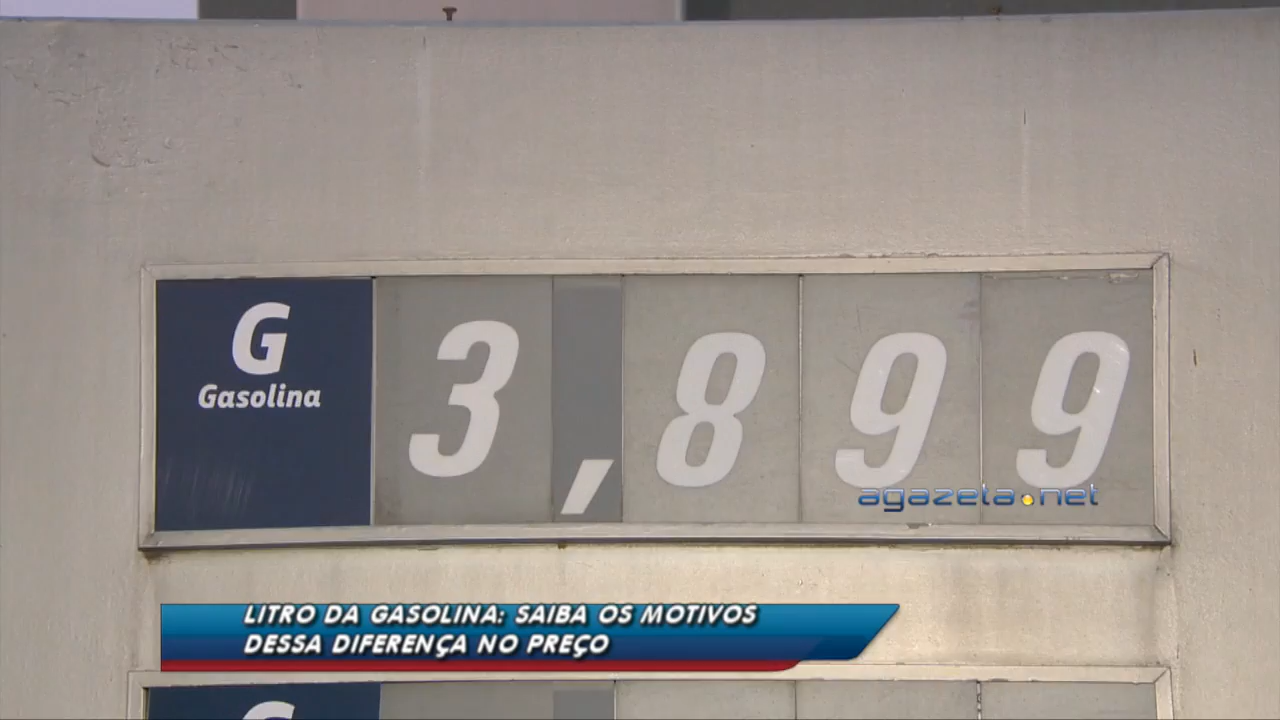 G
Gasolina
3,899
agazeta.net
LITRO DA GASOLINA: SAIBA OS MOTIVOS
DESSA DIFERENÇA NO PREÇO
G